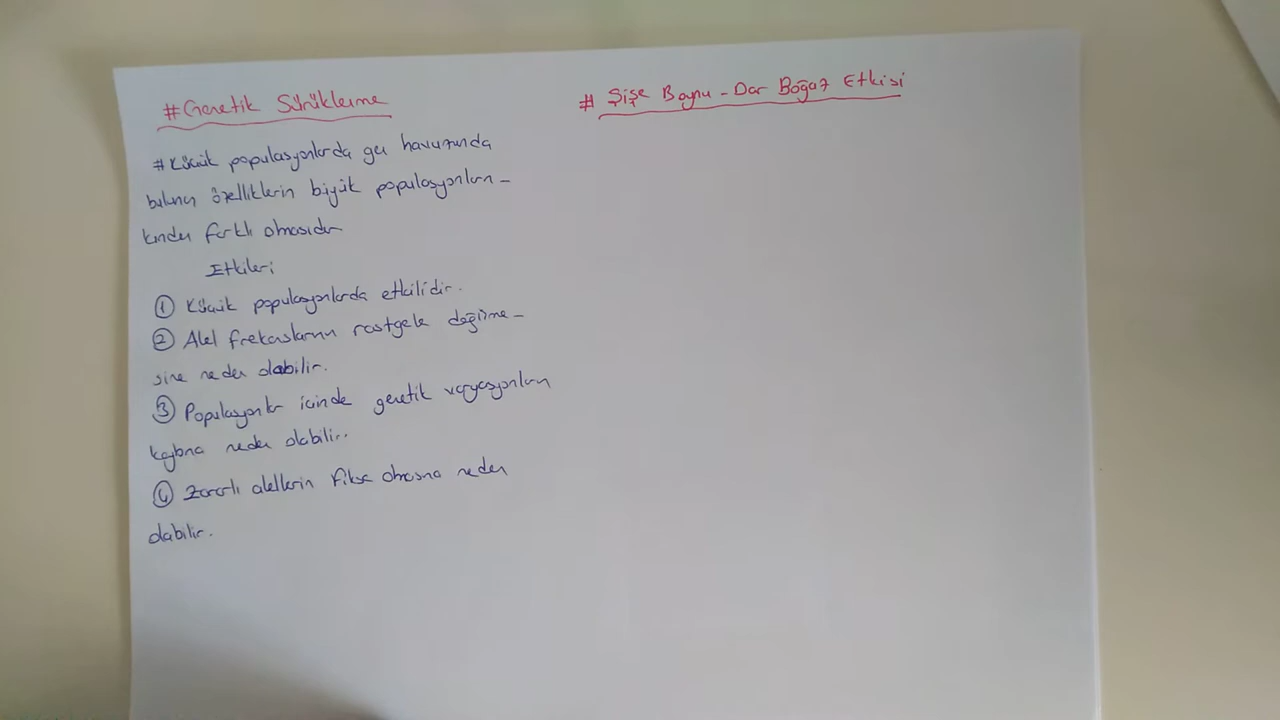 #Genetik Sürüklenme
#Küçük populasyonlarda gen havuzunda
bulunan özelliklerin büyük populasyonların-
kinden farklı olmasıdır
Etkileri
① Küçük populasyonlarda etkilidir.
② Alel frekanslarının rastgele değişme-
sine neden olabilir.
③ Populasyonlar içinde genetik varyasyonların
kaybına neden olabilir.
④ Zararlı alellerin fikse olmasına neden
olabilir.
# Şişe Boynu - Dar Boğaz Etkisi